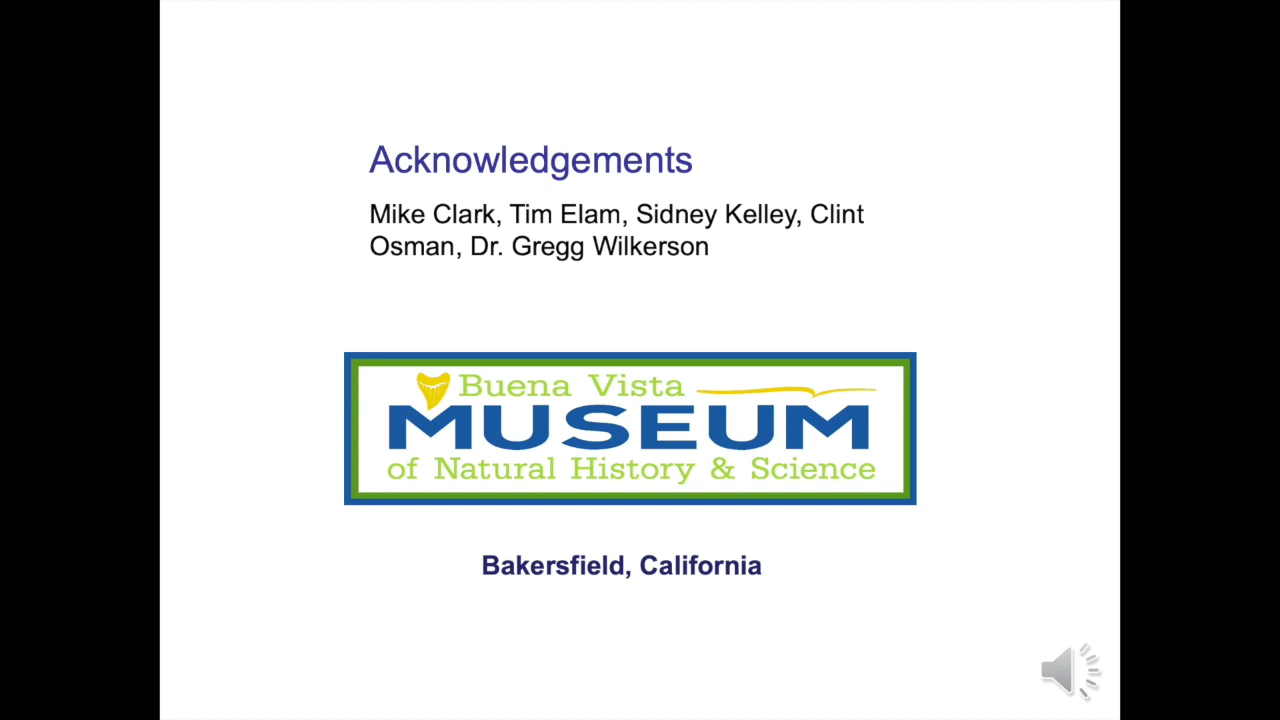 Acknowledgements
Mike Clark, Tim Elam, Sidney Kelley, Clint
Osman, Dr. Gregg Wilkerson
Buena Vista
MUSEUM
of Natural History & Science
Bakersfield, California